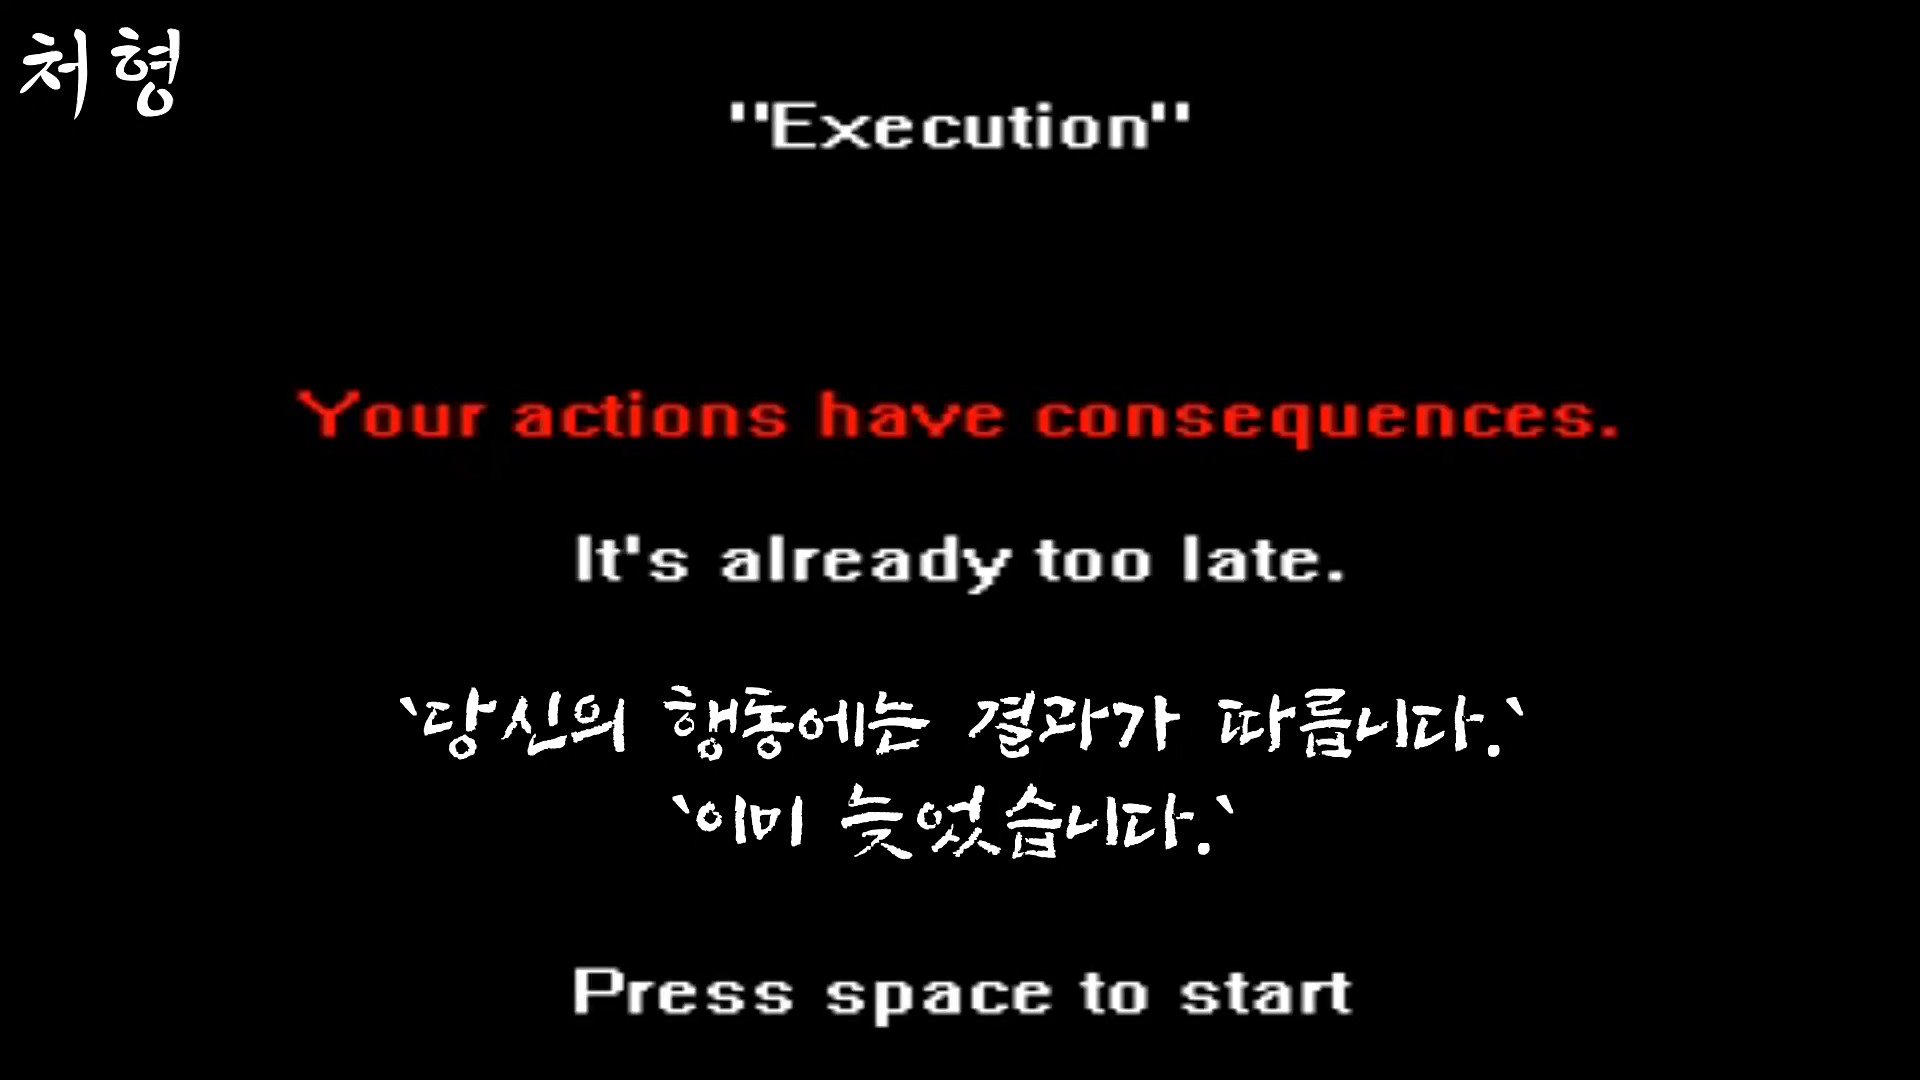 처형
"Execution"
Your actions have consequences.
It's already too late.
`당신의 행동에는 결과가 따릅니다.`
`이미 늦었습니다.`
Press space to start